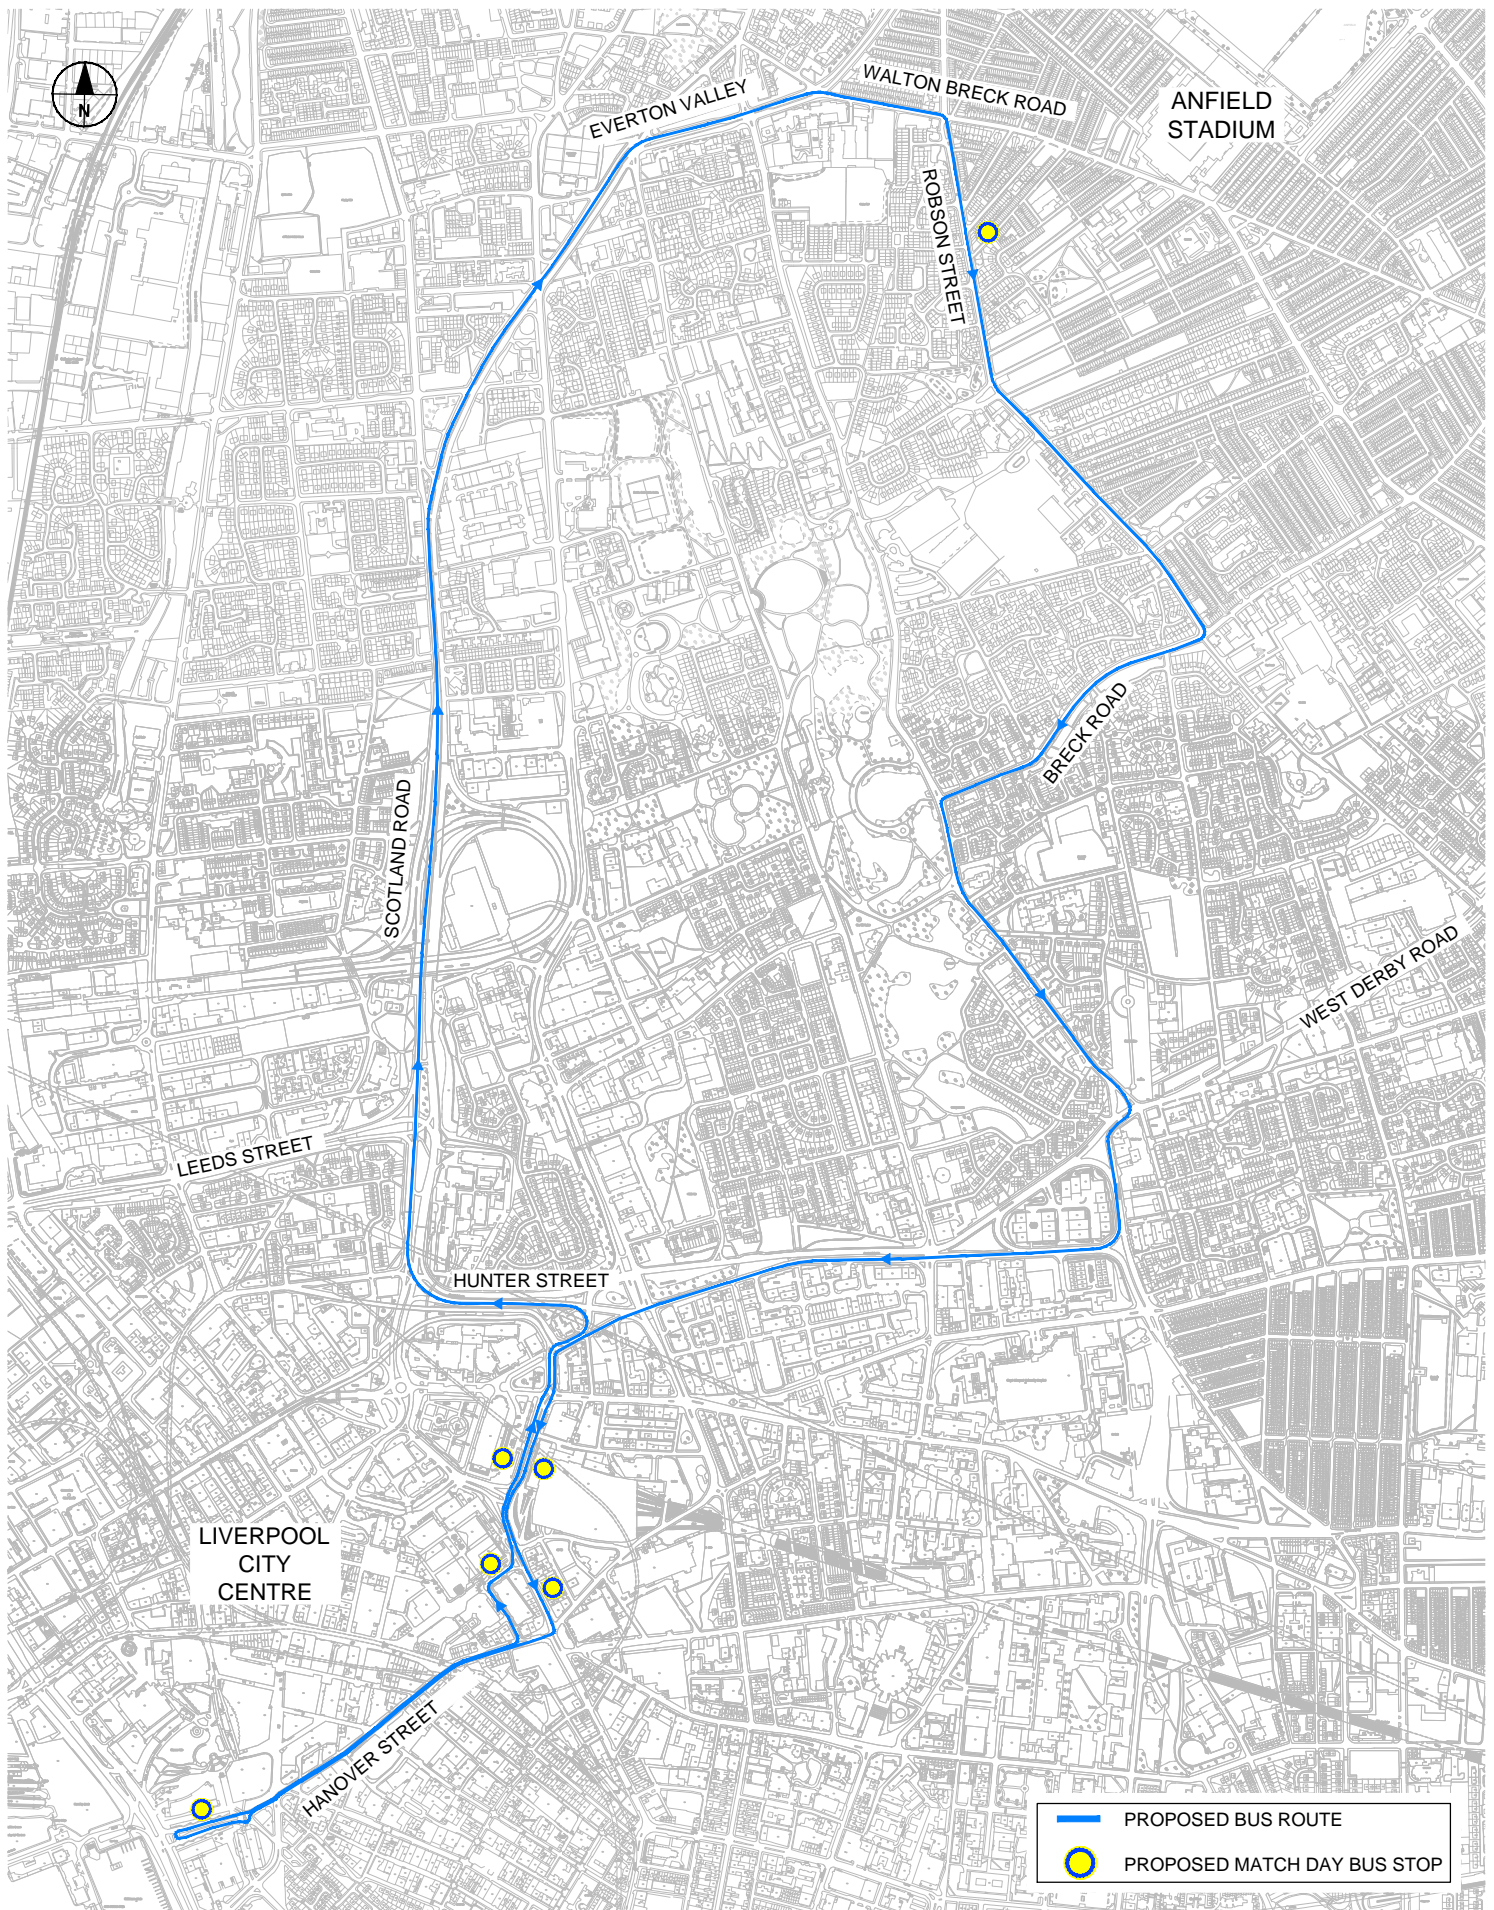 WALTON BRECK ROAD
EVERTON VALLEY
ANFIELD
STADIUM
N
ROBSON STREET
BRECK ROAD
SCOTLAND ROAD
WEST DERBY ROAD
LEEDS STREET
HUNTER STREET
LIVERPOOL
CITY
CENTRE
HANOVER STREET
PROPOSED BUS ROUTE
PROPOSED MATCH DAY BUS STOP